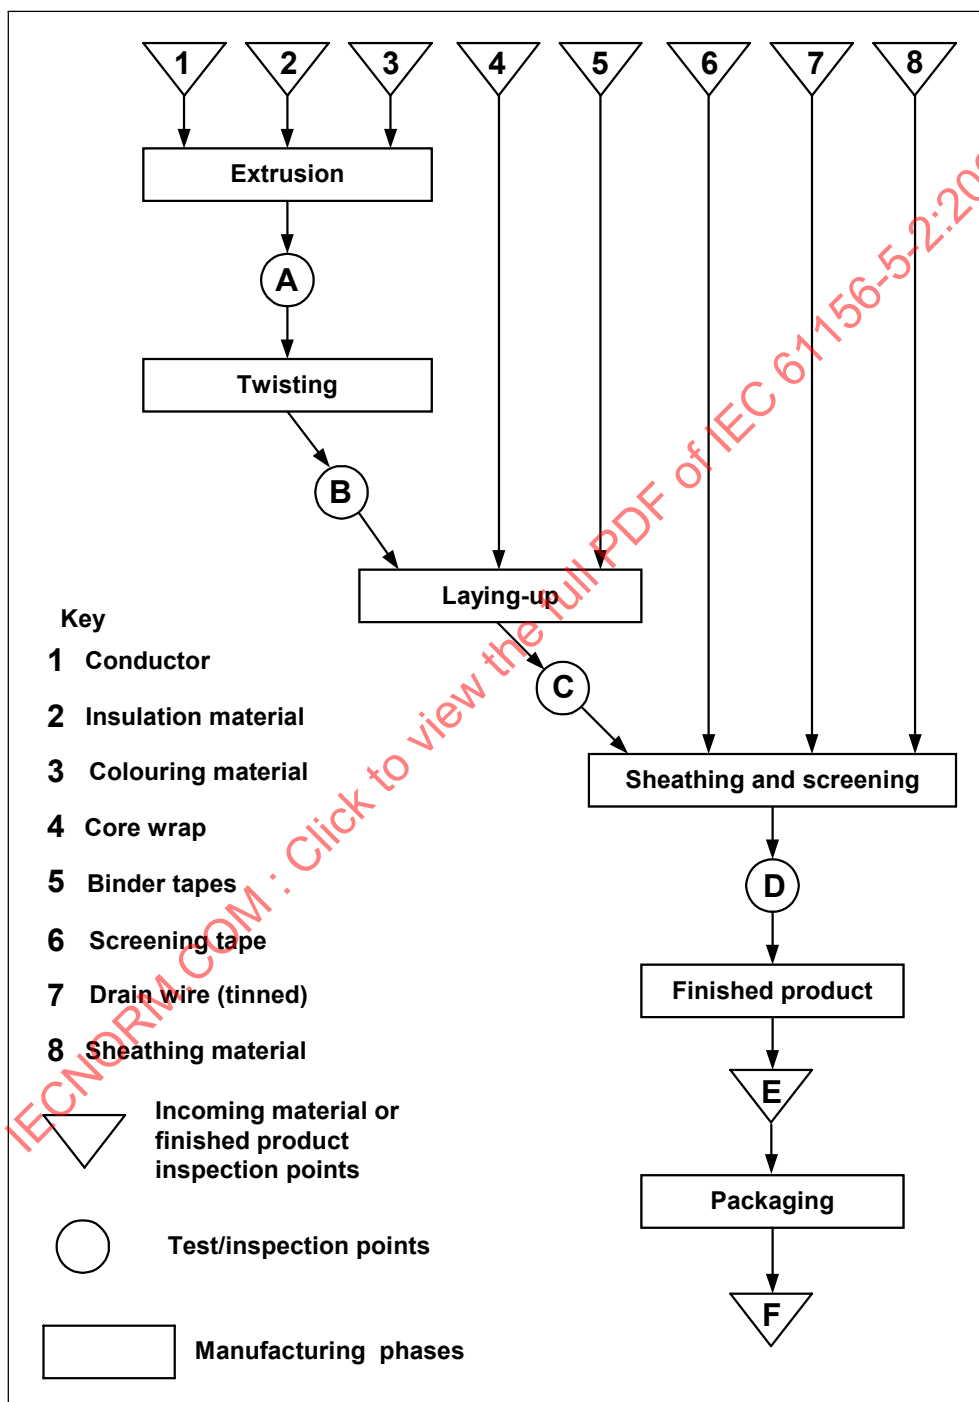 1 2 3 4 5 6 7 8
Extrusion
A
Twisting
B
Laying-up
Key
1 Conductor
C
2 Insulation material
3 Colouring material
Sheathing and screening
4 Core wrap
5 Binder tapes
D
6 Screening tape
7 Drain wire (tinned)
Finished product
8 Sheathing material
E
Incoming material or
finished product
inspection points
Packaging
Test/inspection points
F
Manufacturing phases
IECNORM.COM : Click to view the full PDF of IEC 61156-5-2:20